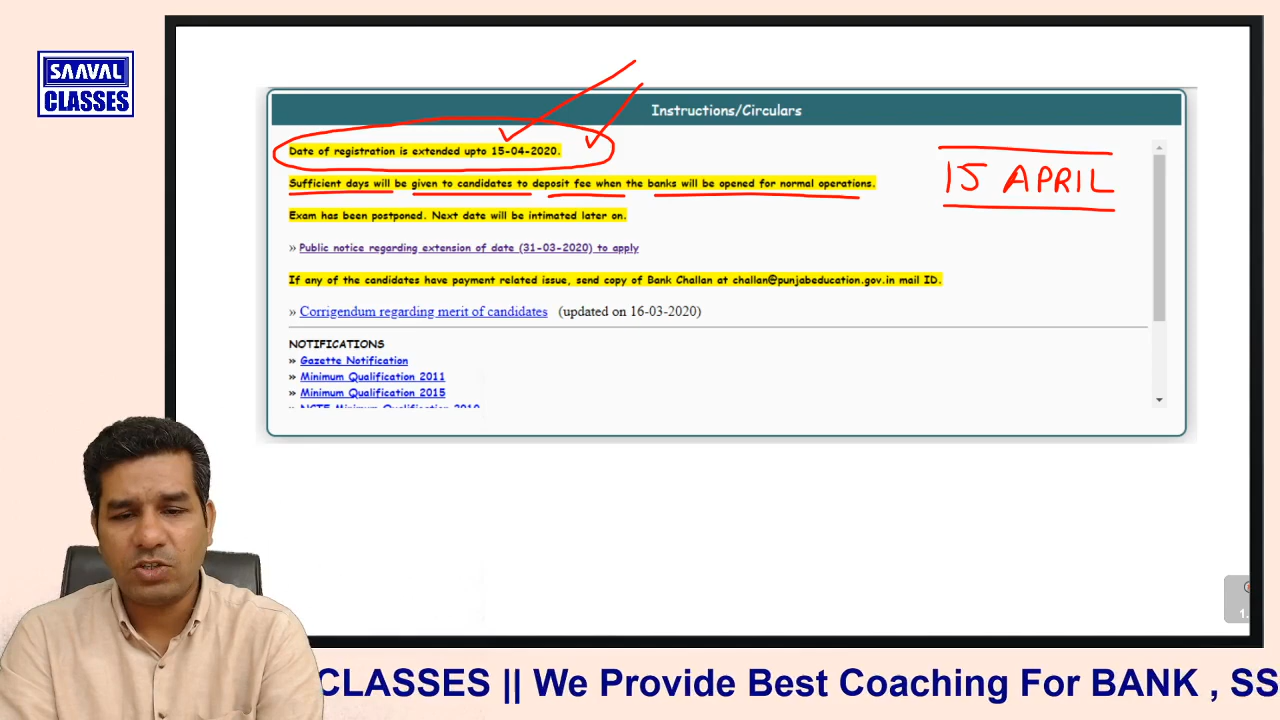 SAAVAL
CLASSES
Instructions/Circulars
Date of registration is extended upto 15-04-2020.
Sufficient days will be given to candidates to deposit fee when the banks will be opened for normal operations.
15 APRIL
Exam has been postponed. Next date will be intimated later on.
» Public notice regarding extension of date (31-03-2020) to apply
If any of the candidates have payment related issue, send copy of Bank Challan at challan@punjabeducation.gov.in mail ID.
» Corrigendum regarding merit of candidates (updated on 16-03-2020)
NOTIFICATIONS
» Gazette Notification
» Minimum Qualification 2011
» Minimum Qualification 2015
» NCTE Minimum Qualification 2010
CLASSES || We Provide Best Coaching For BANK , SS